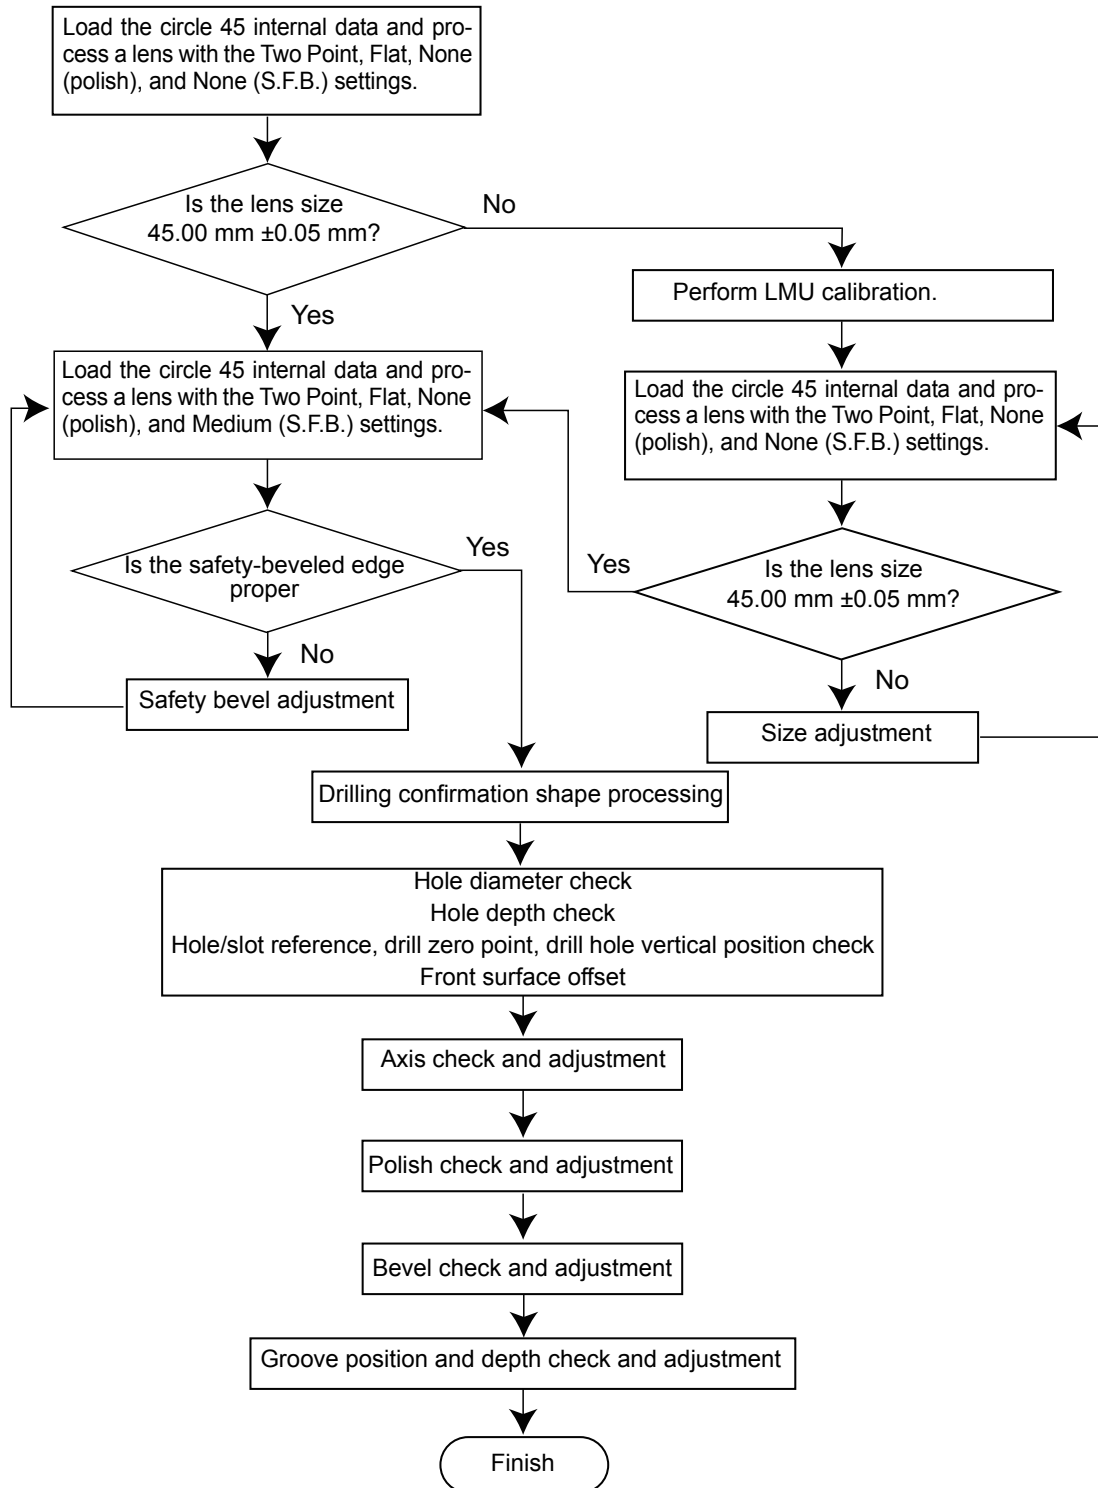 Load the circle 45 internal data and pro-
cess a lens with the Two Point, Flat, None
(polish), and None (S.F.B.) settings.
Is the lens size
45.00 mm ±0.05 mm?
No
Yes
Perform LMU calibration.
Load the circle 45 internal data and pro-
cess a lens with the Two Point, Flat, None
(polish), and Medium (S.F.B.) settings.
Load the circle 45 internal data and pro-
cess a lens with the Two Point, Flat, None
(polish), and None (S.F.B.) settings.
Is the safety-beveled edge
proper
Yes
No
Yes
Is the lens size
45.00 mm ±0.05 mm?
No
Safety bevel adjustment
Size adjustment
Drilling confirmation shape processing
Hole diameter check
Hole depth check
Hole/slot reference, drill zero point, drill hole vertical position check
Front surface offset
Axis check and adjustment
Polish check and adjustment
Bevel check and adjustment
Groove position and depth check and adjustment
Finish